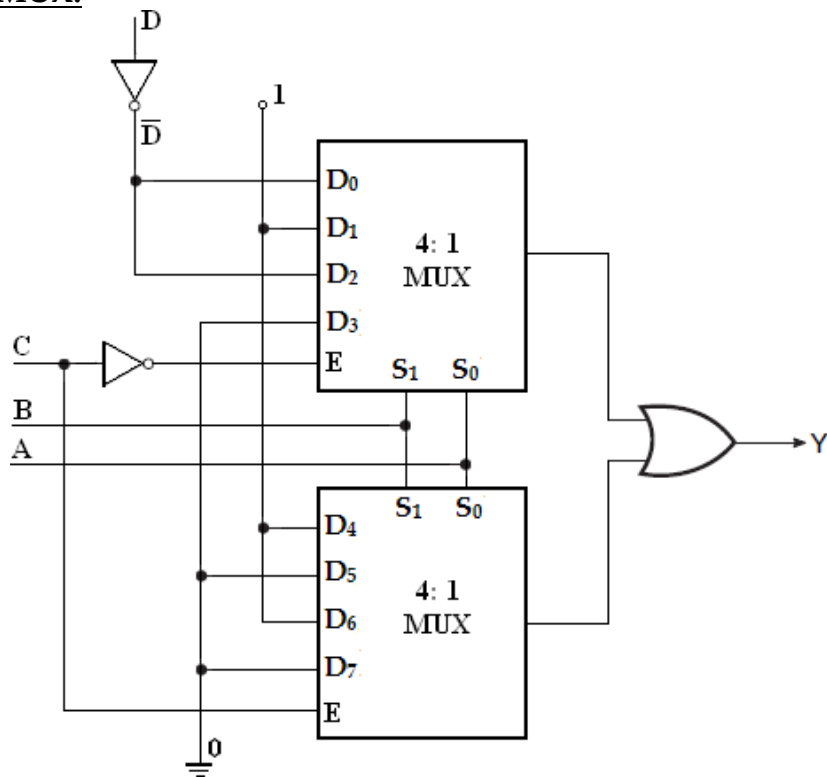 MUX:
D
D̅
1
D₀
D₁
4: 1
MUX
D₂
D₃
C
E
S₁ S₀
B
A
Y
S₁ S₀
D₄
D₅
4: 1
MUX
D₆
D₇
E
0